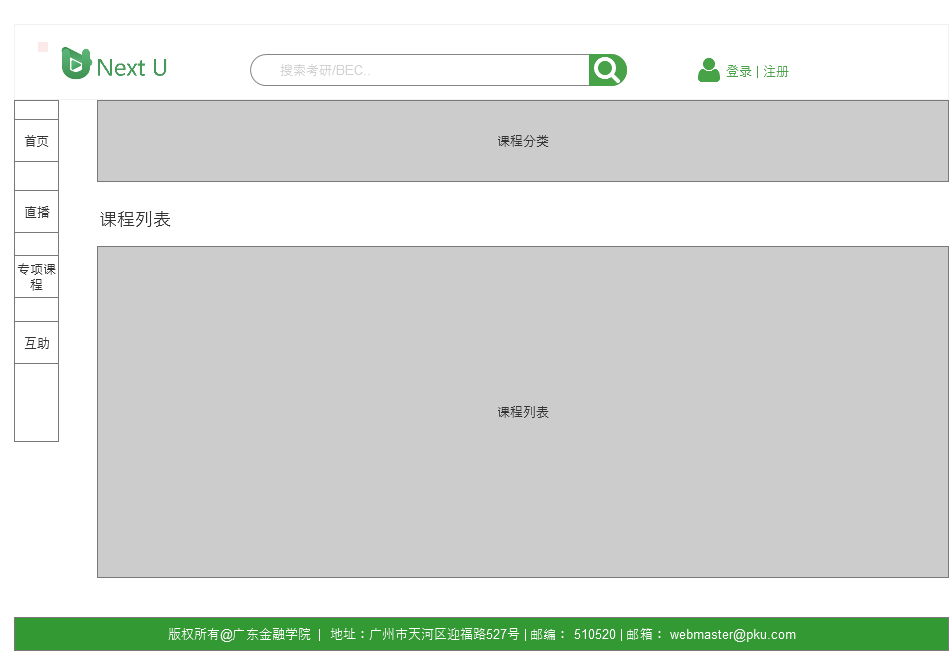 Next U
搜索考研/BEC..
登录 | 注册
首页
直播
专项课
程
互助
课程分类
课程列表
课程列表
版权所有@广东金融学院 | 地址：广州市天河区迎福路527号 | 邮编： 510520 | 邮箱： webmaster@pku.com